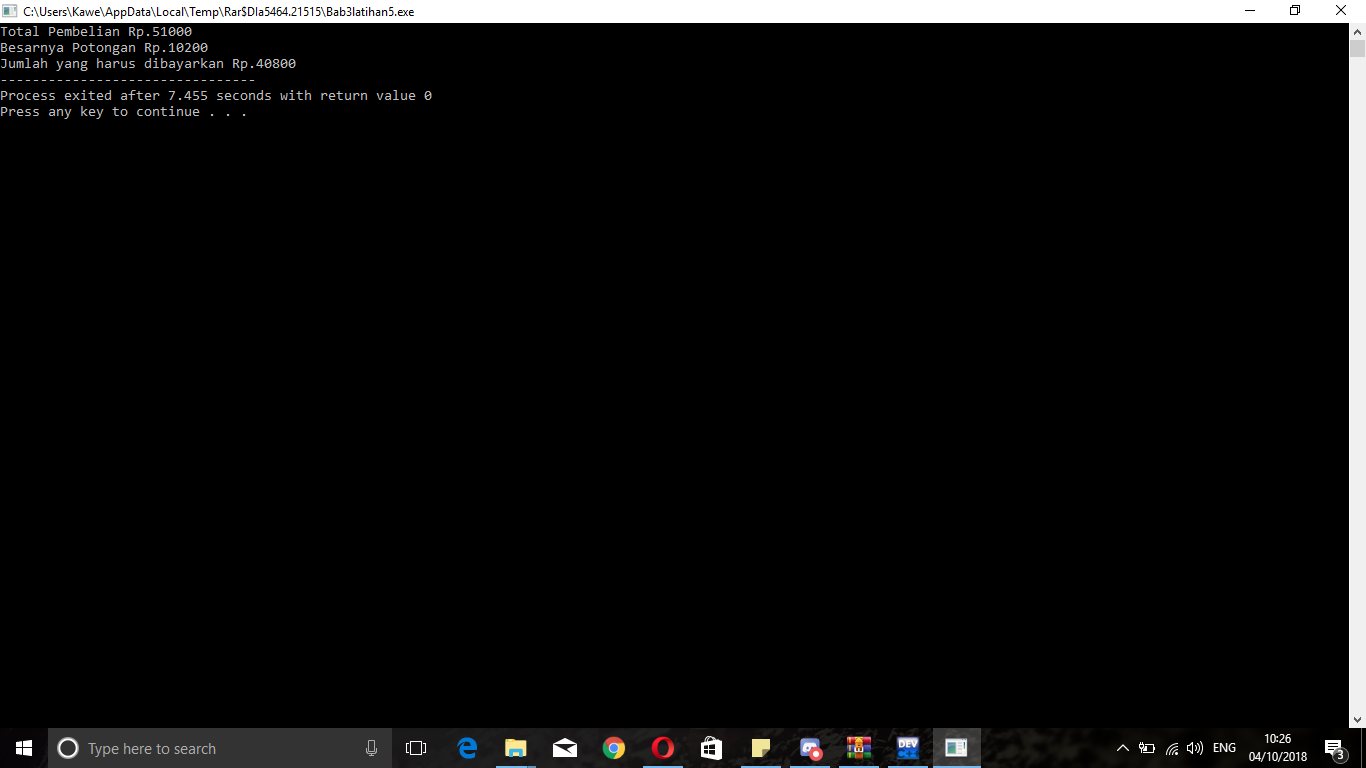 C:\Users\Kawe\AppData\Local\Temp\Rar$DIa5464.21515\Bab3latihan5.exe
Total Pembelian Rp.51000
Besarnya Potongan Rp.10200
Jumlah yang harus dibayarkan Rp.40800
--------------------------------
Process exited after 7.455 seconds with return value 0
Press any key to continue . . .
Type here to search
DEV
ENG
10:26
04/10/2018
3